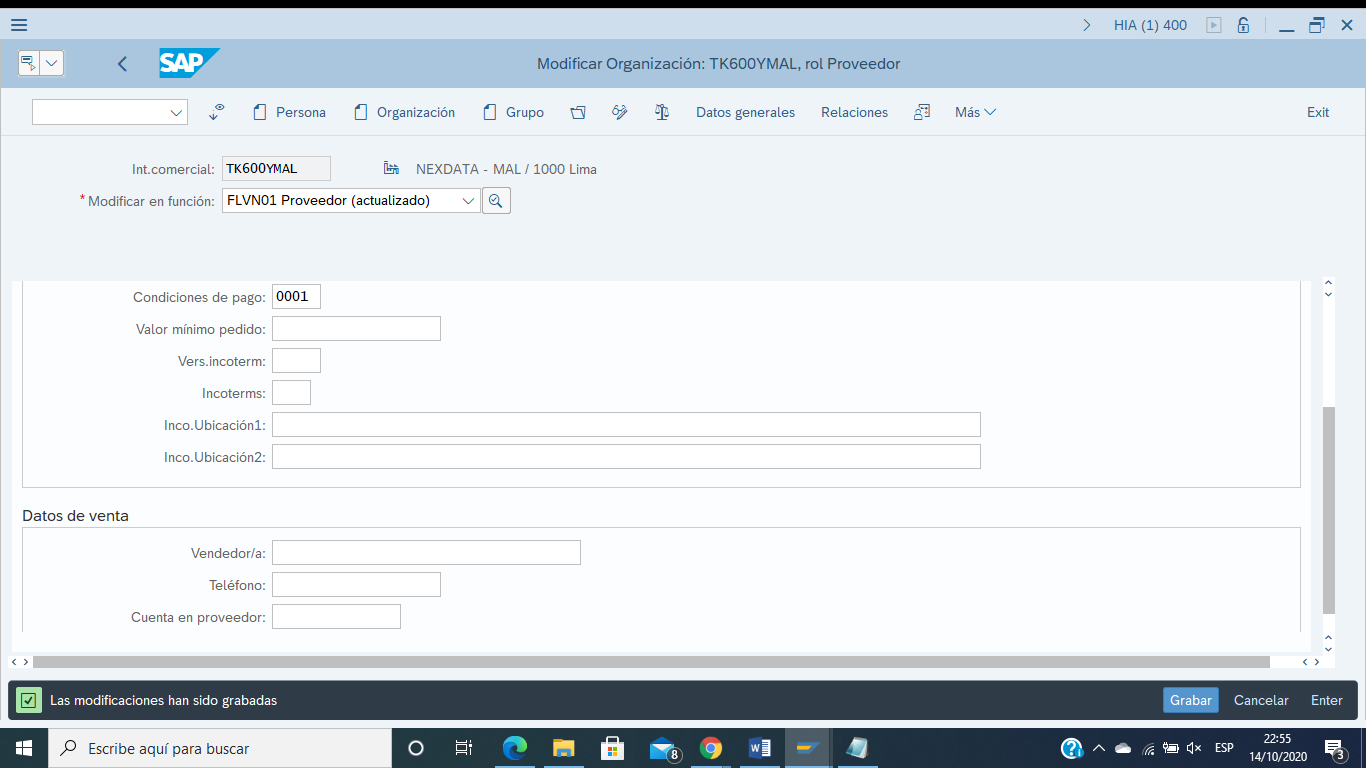 HIA (1) 400
SAP
Modificar Organización: TK600YMAL, rol Proveedor
Persona Organización Grupo Datos generales Relaciones Más Exit
Int.comercial: TK600YMAL NEXDATA - MAL / 1000 Lima
* Modificar en función: FLVN01 Proveedor (actualizado)
Condiciones de pago: 0001
Valor mínimo pedido:
Vers.incoterm:
Incoterms:
Inco.Ubicación1:
Inco.Ubicación2:
Datos de venta
Vendedor/a:
Teléfono:
Cuenta en proveedor:
Las modificaciones han sido grabadas Grabar Cancelar Enter
Escribe aquí para buscar 8 ESP 22:55 3
14/10/2020